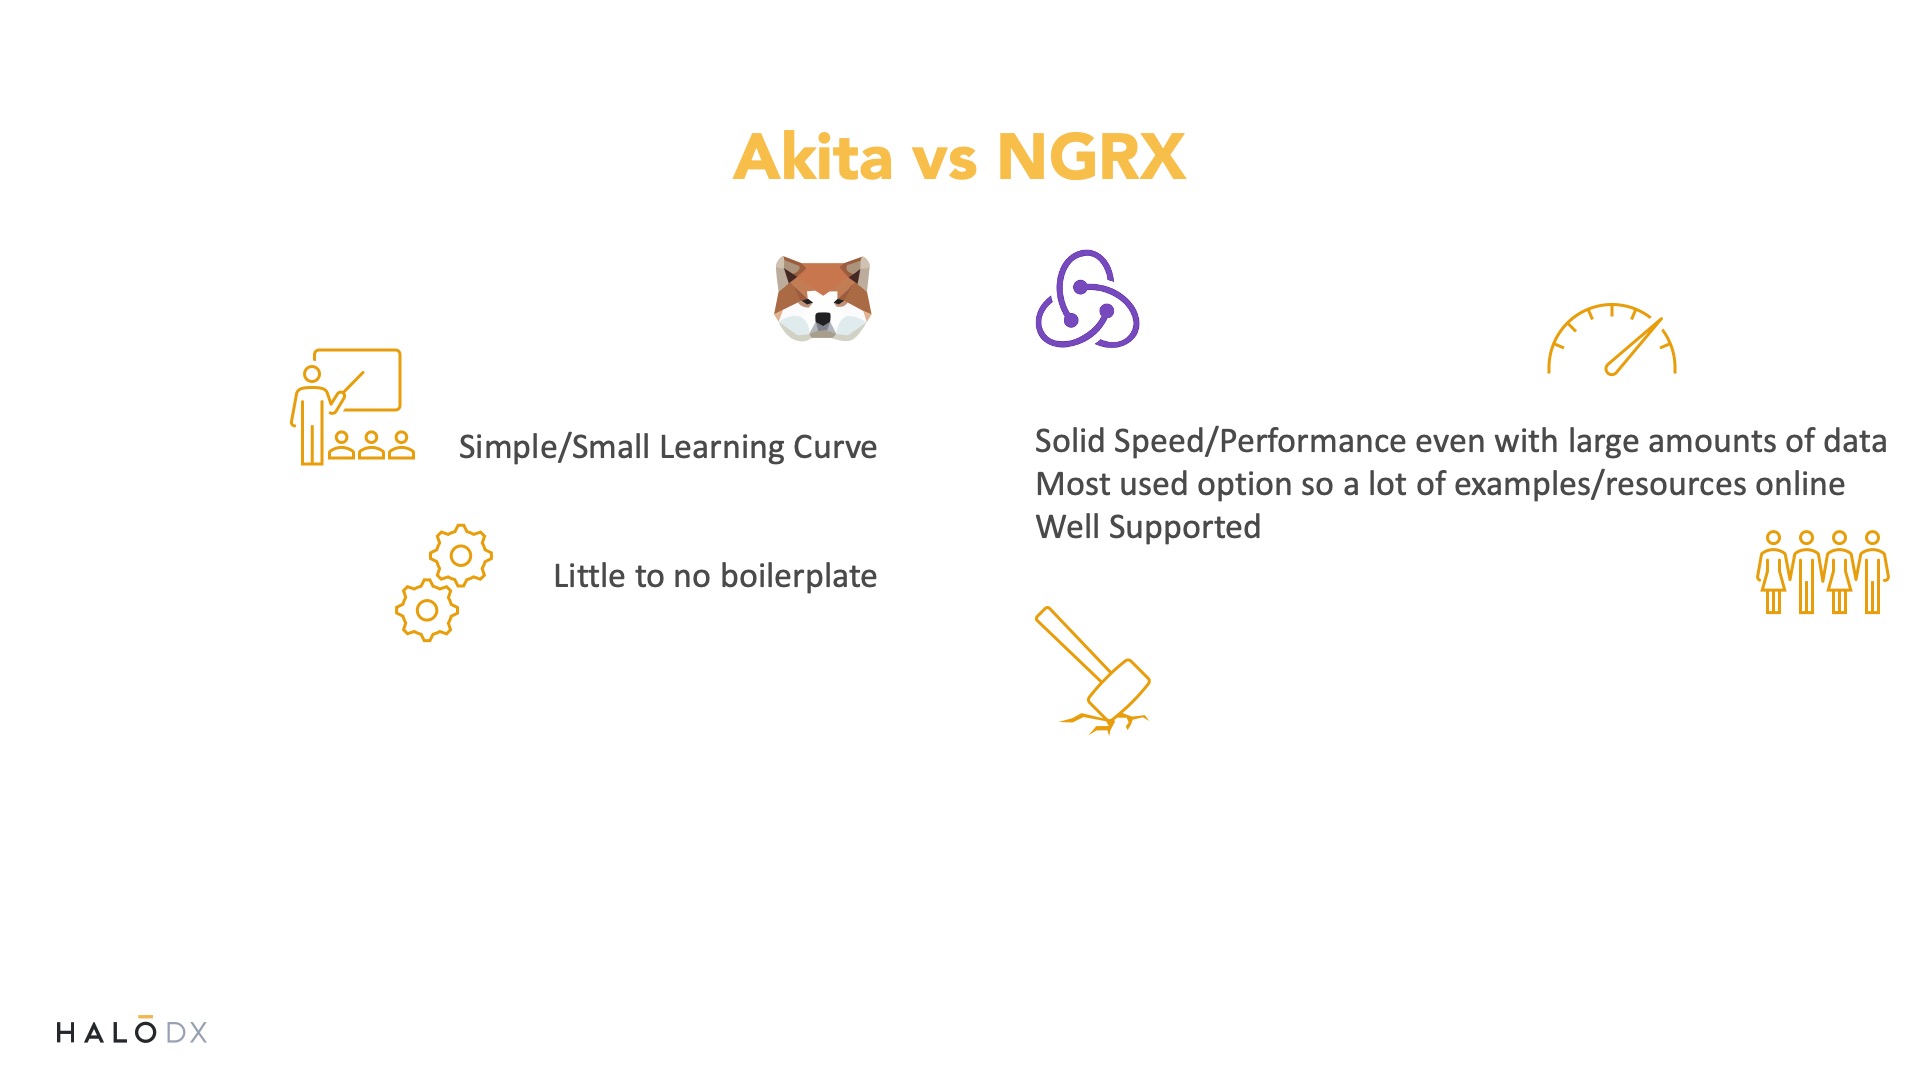 Akita vs NGRX
Simple/Small Learning Curve
Little to no boilerplate
Solid Speed/Performance even with large amounts of data
Most used option so a lot of examples/resources online
Well Supported
HALŌDX